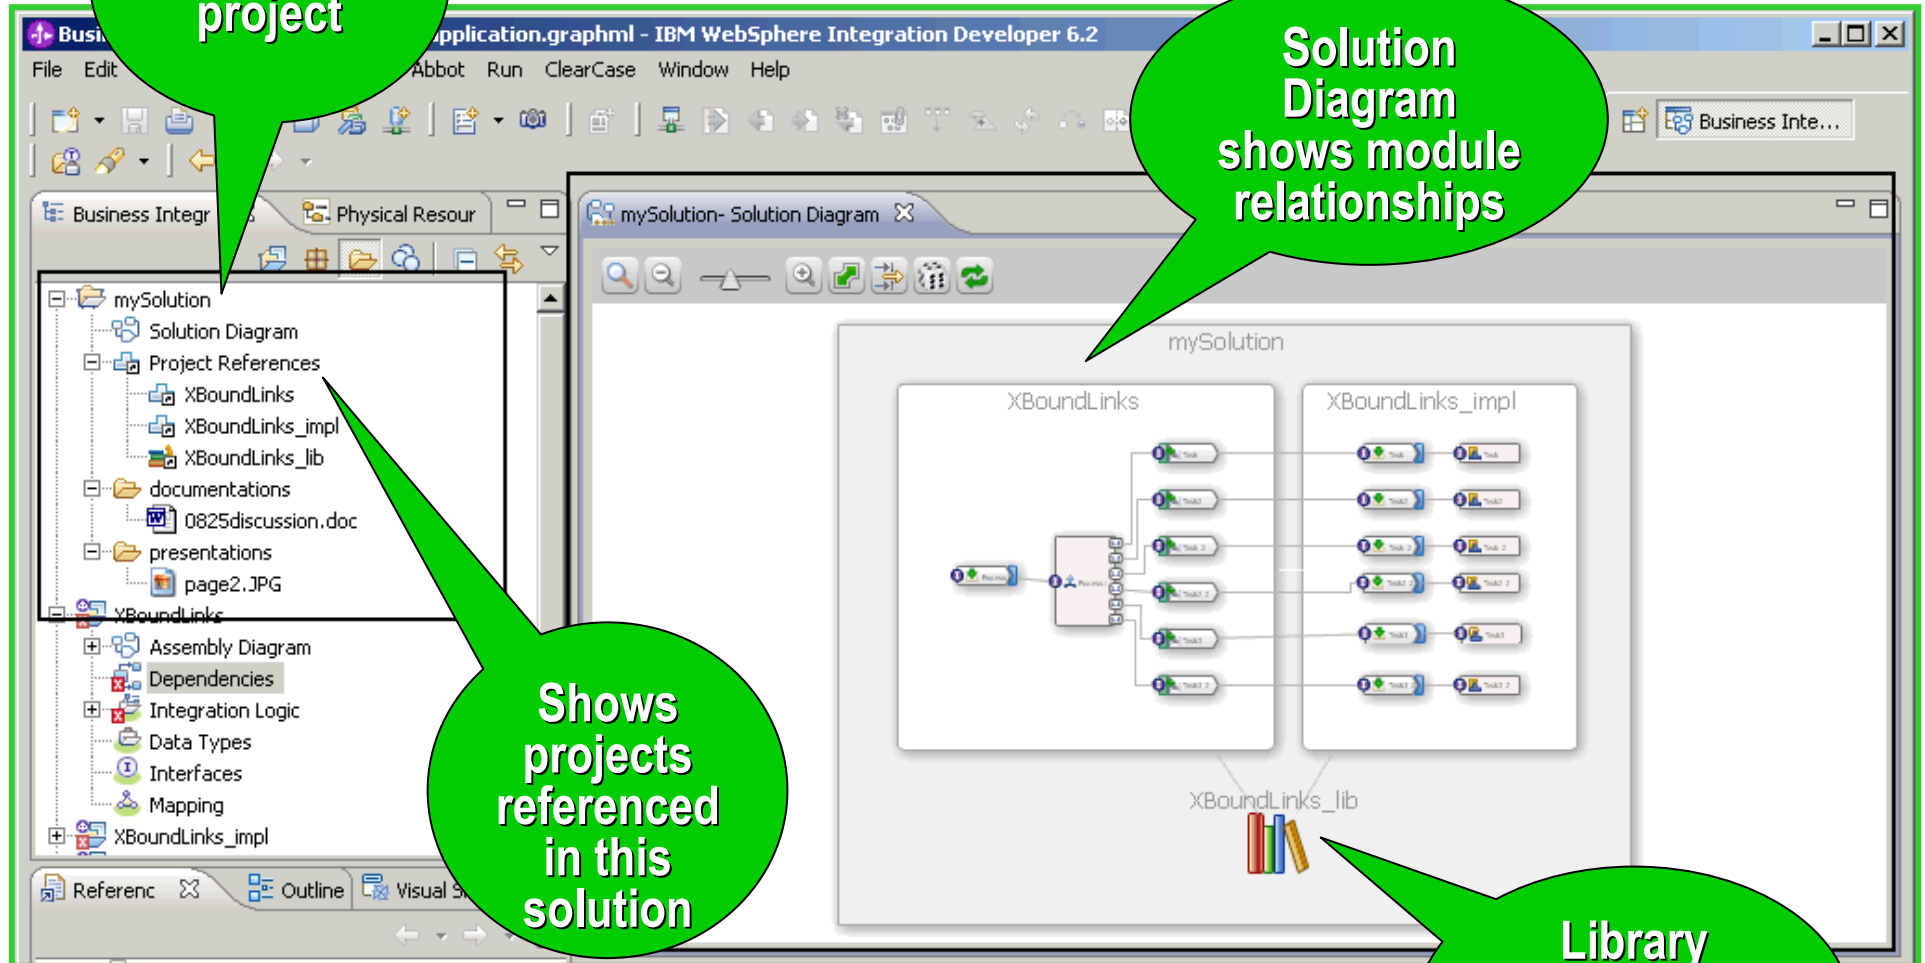 project
Busi
pplication.graphml - IBM WebSphere Integration Developer 6.2
File Edit Abbot Run ClearCase Window Help
Solution
Diagram
shows module
relationships
Business Inte...
Business Integr
Physical Resour
mySolution- Solution Diagram
mySolution
Solution Diagram
Project References
XBoundLinks
XBoundLinks_impl
XBoundLinks_lib
documentations
0825discussion.doc
presentations
page2.JPG
XBoundLinks
Assembly Diagram
Dependencies
Integration Logic
Data Types
Interfaces
Mapping
XBoundLinks_impl
Referenc
Outline
Visual S
Shows
projects
referenced
in this
solution
mySolution
XBoundLinks
XBoundLinks_impl
XBoundLinks_lib
Library